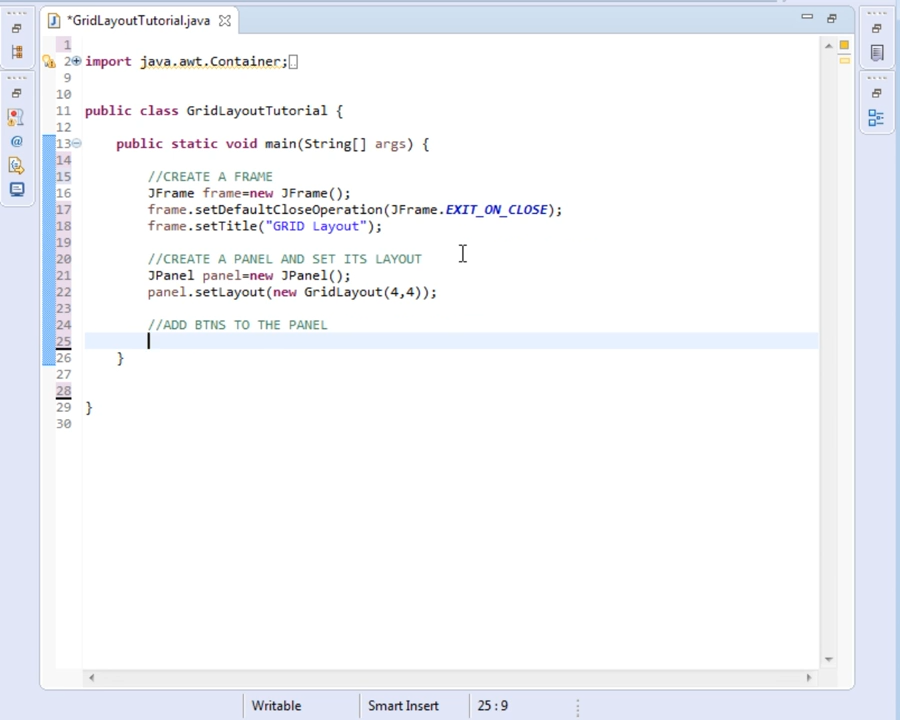 *GridLayoutTutorial.java
1
2 import java.awt.Container;
9
10
11 public class GridLayoutTutorial {
12
13 public static void main(String[] args) {
14
15 //CREATE A FRAME
16 JFrame frame=new JFrame();
17 frame.setDefaultCloseOperation(JFrame.EXIT_ON_CLOSE);
18 frame.setTitle("GRID Layout");
19
20 //CREATE A PANEL AND SET ITS LAYOUT
21 JPanel panel=new JPanel();
22 panel.setLayout(new GridLayout(4,4));
23
24 //ADD BTNS TO THE PANEL
25
26 }
27
28
29 }
30
Writable Smart Insert 25 : 9